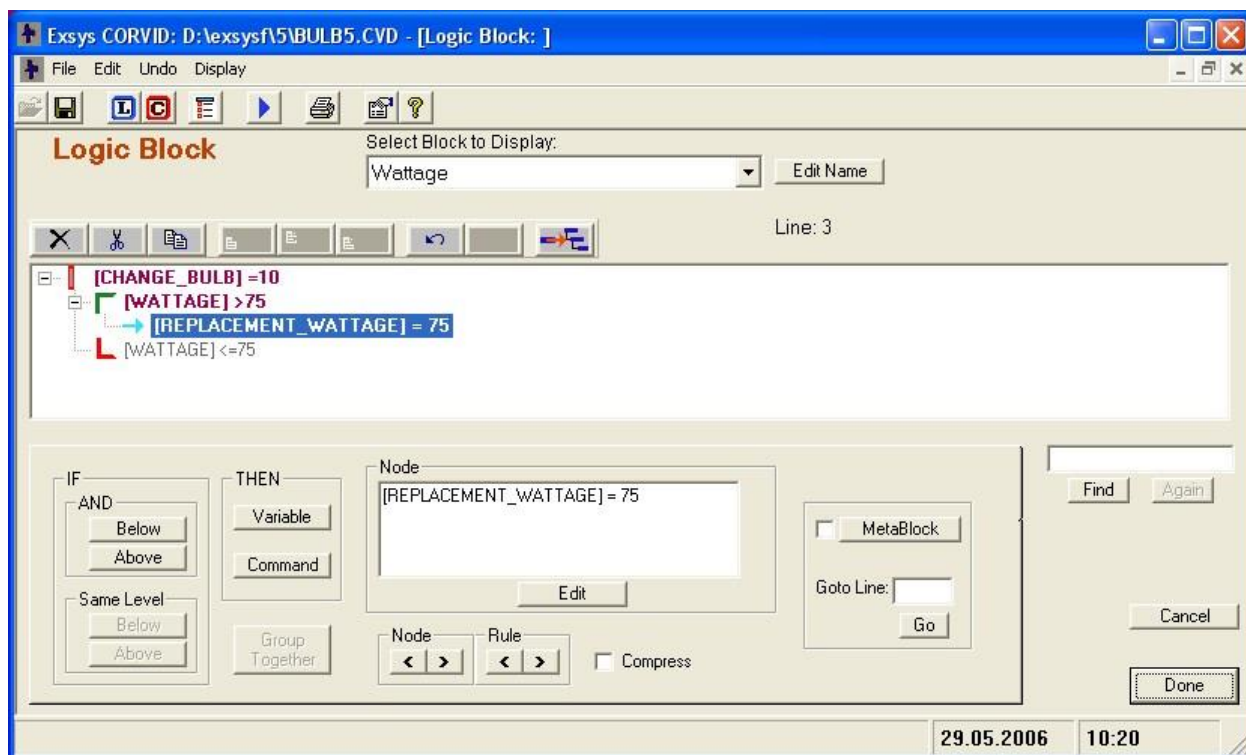 Exsys CORVID: D:\exsysf\5\BULB5.CVD - [Logic Block: ]
File Edit Undo Display
L C ?
Logic Block
Select Block to Display:
Wattage
Edit Name
Line: 3
[CHANGE_BULB] =10
[WATTAGE] >75
[REPLACEMENT_WATTAGE] = 75
[WATTAGE] <=75
IF
AND
Below
Above
Same Level
Below
Above
THEN
Variable
Command
Group
Together
Node
[REPLACEMENT_WATTAGE] = 75
Edit
Node
< >
Rule
< >
Compress
MetaBlock
Goto Line:
Go
Find Again
Cancel
Done
29.05.2006 10:20